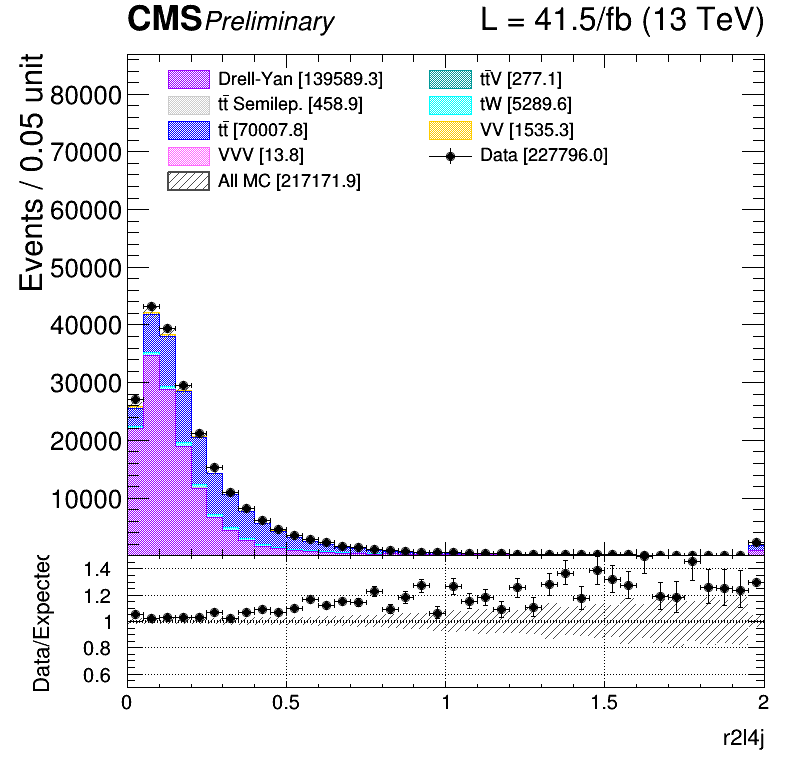 CMS Preliminary L = 41.5/fb (13 TeV)
Events / 0.05 unit
80000
70000
60000
50000
40000
30000
20000
10000
Drell-Yan [139589.3]
tt̄ Semilep. [458.9]
tt̄ [70007.8]
VVV [13.8]
All MC [217171.9]
tt̄V [277.1]
tW [5289.6]
VV [1535.3]
Data [227796.0]
Data/Expected
1.4
1.2
1
0.8
0.6
0 0.5 1 1.5 2
r2l4j